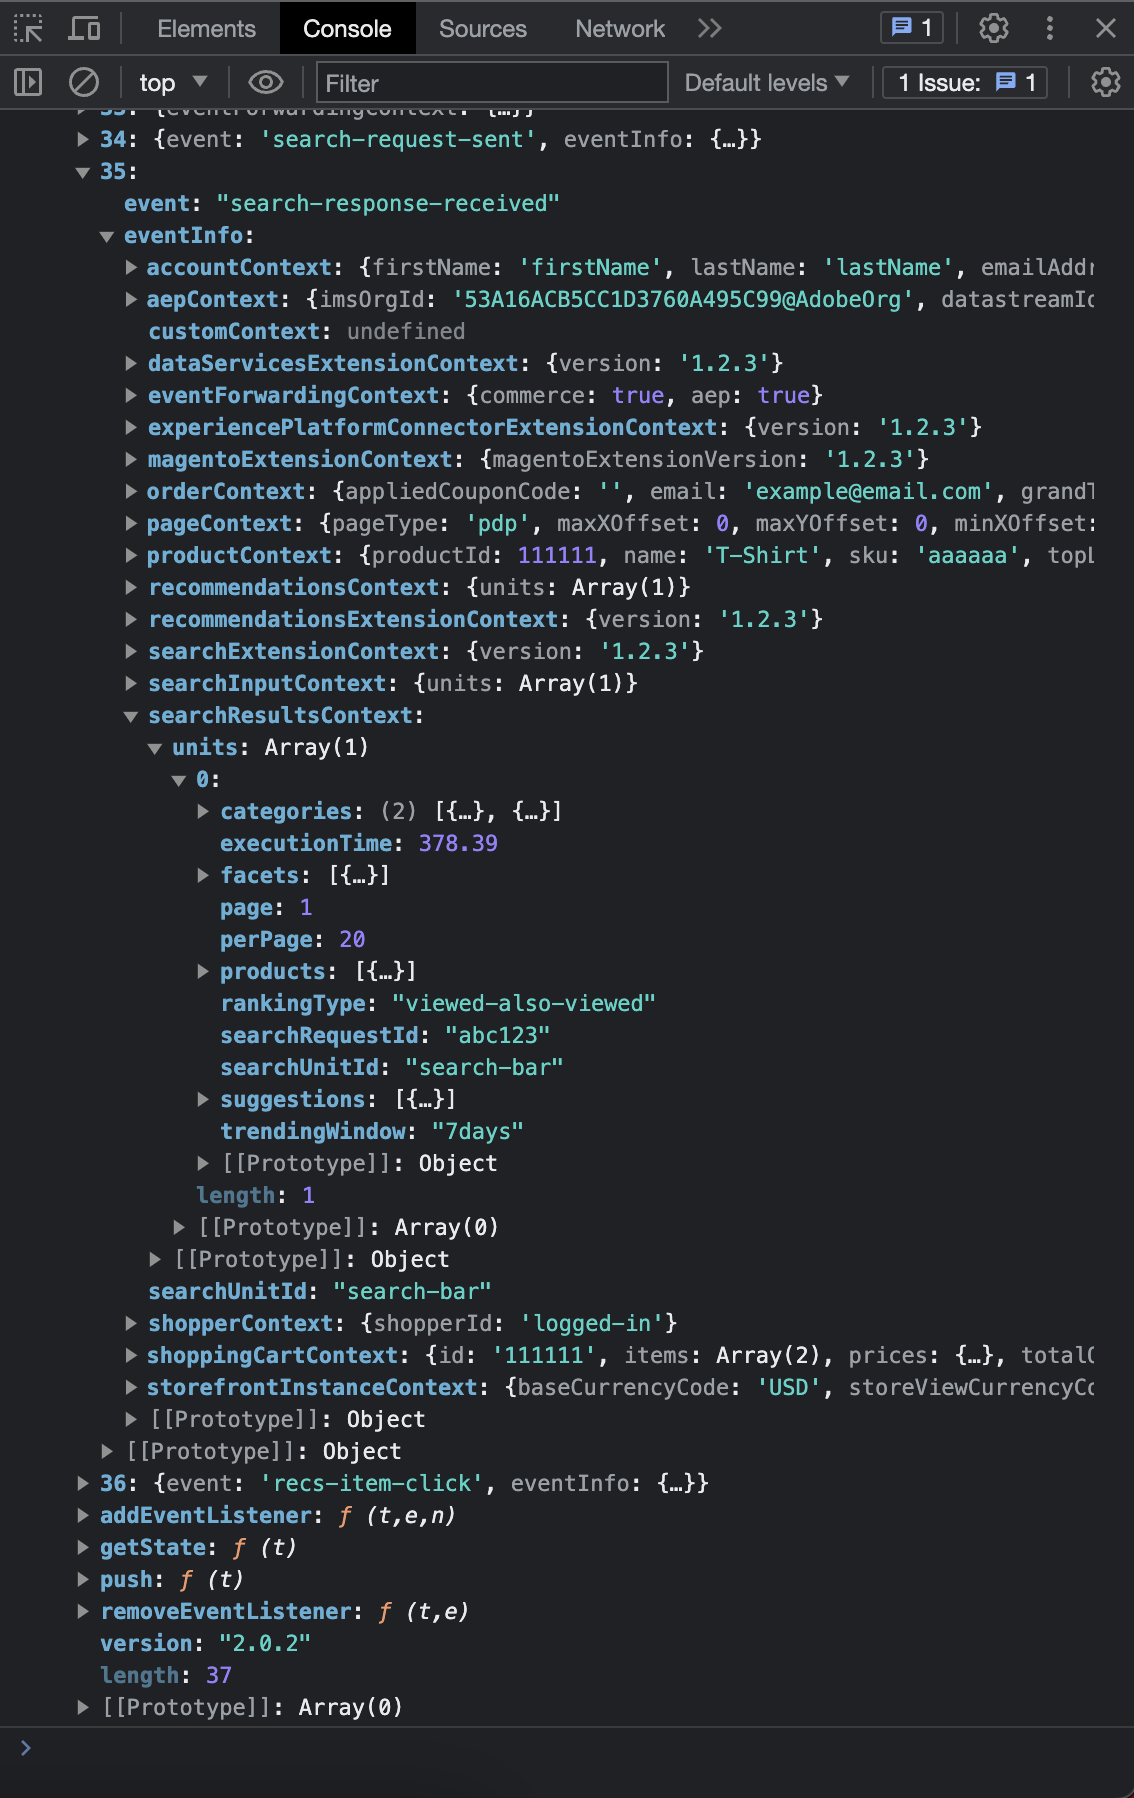 Elements Console Sources Network 1
top Filter Default levels 1 Issue: 1
33: {eventForwardingContext: {…}}
34: {event: 'search-request-sent', eventInfo: {…}}
35:
event: "search-response-received"
eventInfo:
accountContext: {firstName: 'firstName', lastName: 'lastName', emailAddr
aepContext: {imsOrgId: '53A16ACB5CC1D3760A495C99@AdobeOrg', datastreamId
customContext: undefined
dataServicesExtensionContext: {version: '1.2.3'}
eventForwardingContext: {commerce: true, aep: true}
experiencePlatformConnectorExtensionContext: {version: '1.2.3'}
magentoExtensionContext: {magentoExtensionVersion: '1.2.3'}
orderContext: {appliedCouponCode: '', email: 'example@email.com', grandT
pageContext: {pageType: 'pdp', maxXOffset: 0, maxYOffset: 0, minXOffset:
productContext: {productId: 111111, name: 'T-Shirt', sku: 'aaaaaa', topL
recommendationsContext: {units: Array(1)}
recommendationsExtensionContext: {version: '1.2.3'}
searchExtensionContext: {version: '1.2.3'}
searchInputContext: {units: Array(1)}
searchResultsContext:
units: Array(1)
0:
categories: (2) [{…}, {…}]
executionTime: 378.39
facets: [{…}]
page: 1
perPage: 20
products: [{…}]
rankingType: "viewed-also-viewed"
searchRequestId: "abc123"
searchUnitId: "search-bar"
suggestions: [{…}]
trendingWindow: "7days"
[[Prototype]]: Object
length: 1
[[Prototype]]: Array(0)
[[Prototype]]: Object
searchUnitId: "search-bar"
shopperContext: {shopperId: 'logged-in'}
shoppingCartContext: {id: '111111', items: Array(2), prices: {…}, totalQ
storefrontInstanceContext: {baseCurrencyCode: 'USD', storeViewCurrencyCo
[[Prototype]]: Object
[[Prototype]]: Object
36: {event: 'recs-item-click', eventInfo: {…}}
addEventListener: ƒ (t,e,n)
getState: ƒ (t)
push: ƒ (t)
removeEventListener: ƒ (t,e)
version: "2.0.2"
length: 37
[[Prototype]]: Array(0)